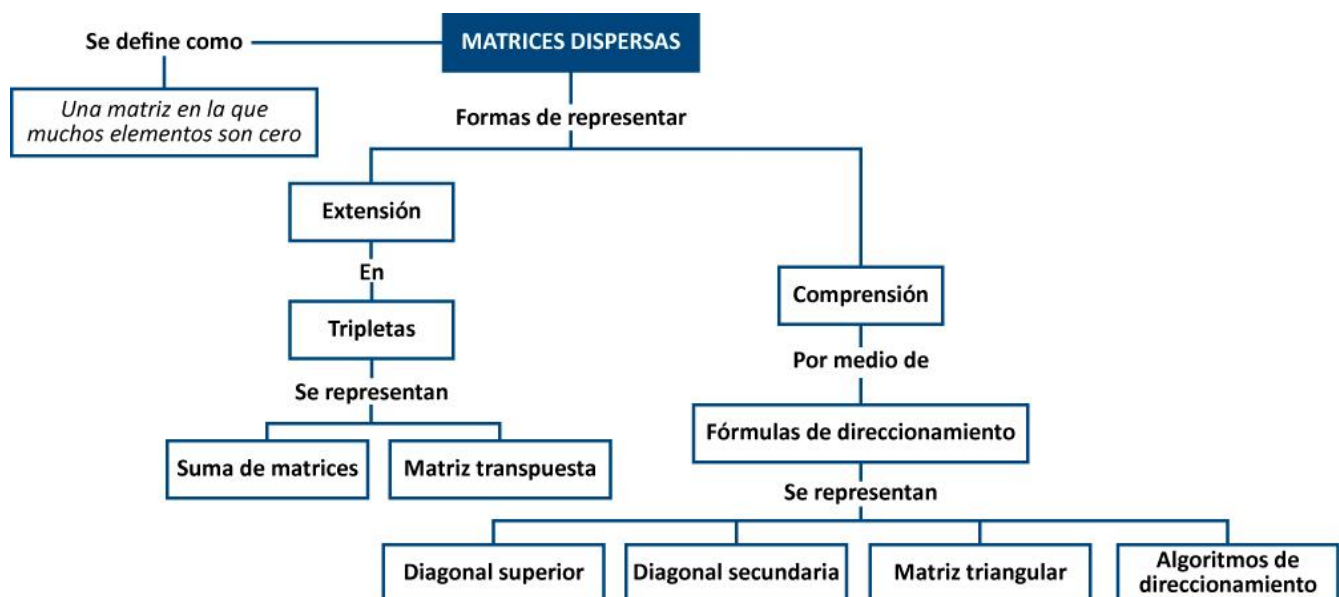 MATRICES DISPERSAS
Se define como
Una matriz en la que
muchos elementos son cero
Formas de representar
Extensión
En
Tripletas
Se representan
Suma de matrices
Matriz transpuesta
Comprensión
Por medio de
Fórmulas de direccionamiento
Se representan
Diagonal superior
Diagonal secundaria
Matriz triangular
Algoritmos de
direccionamiento